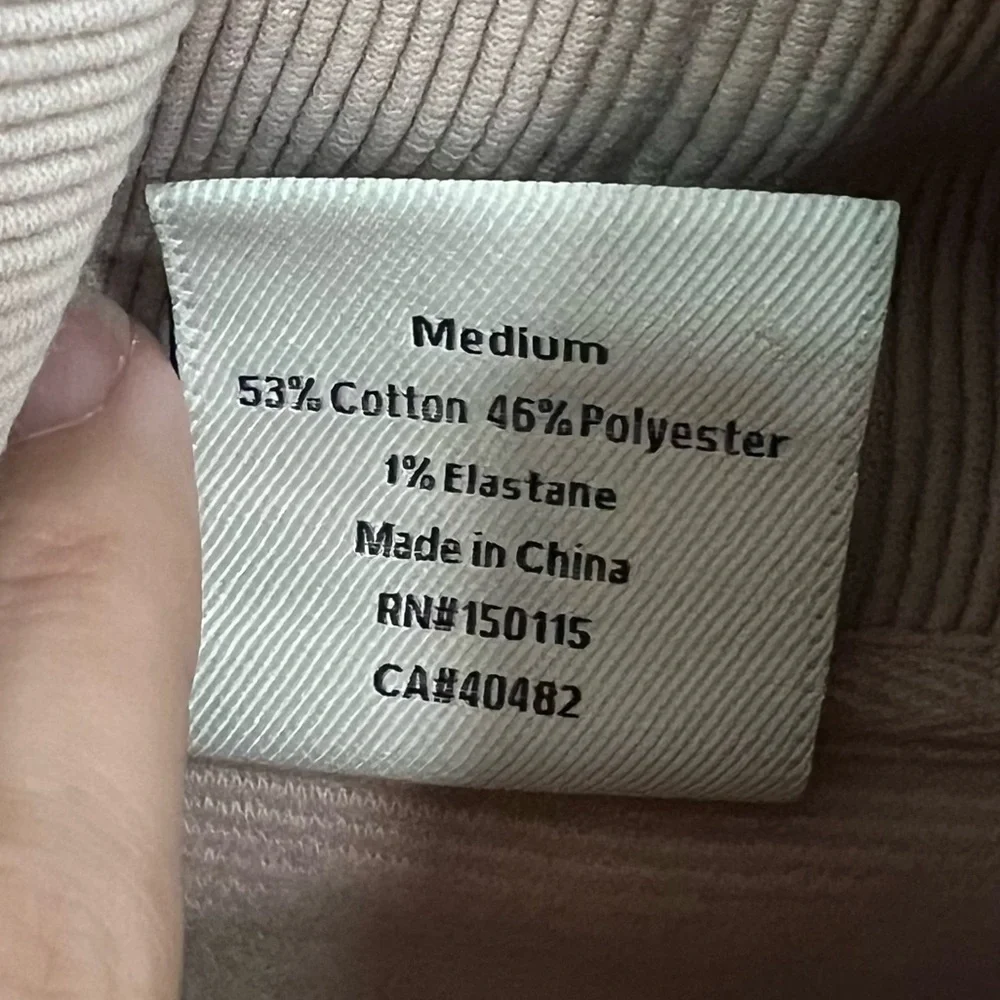 Medium
53% Cotton 46% Polyester
1% Elastane
Made in China
RN#150115
CA#40482